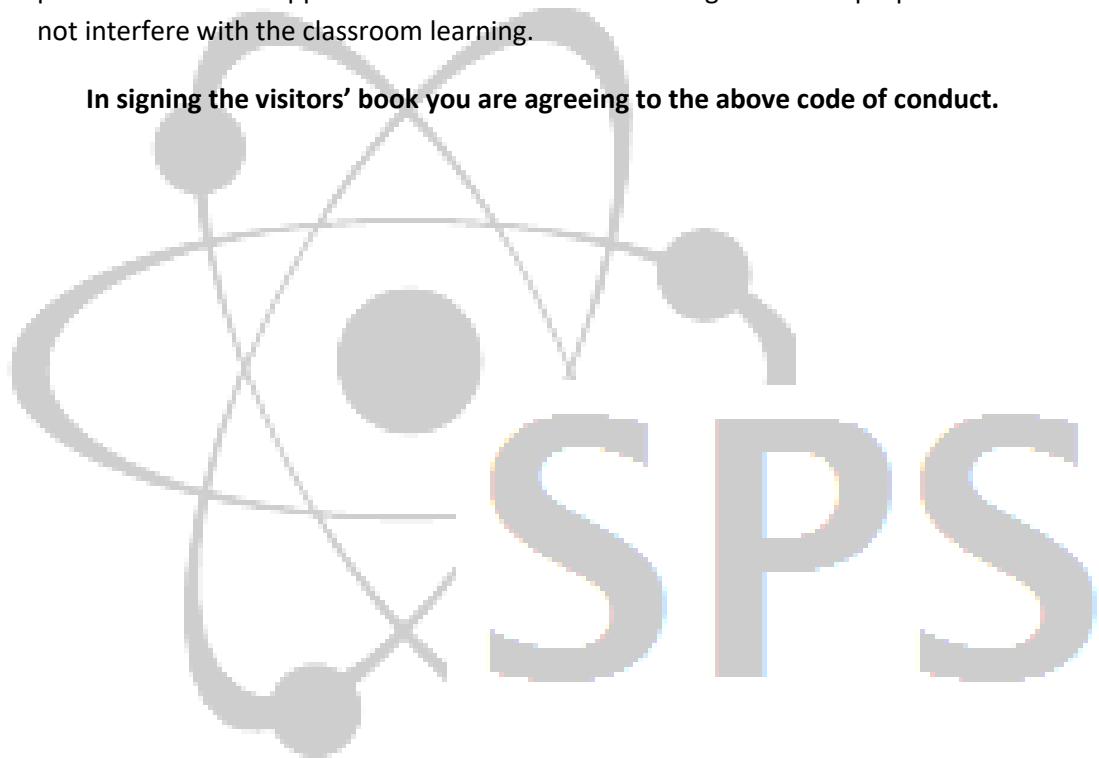 not interfere with the classroom learning.
In signing the visitors’ book you are agreeing to the above code of conduct.
SPS